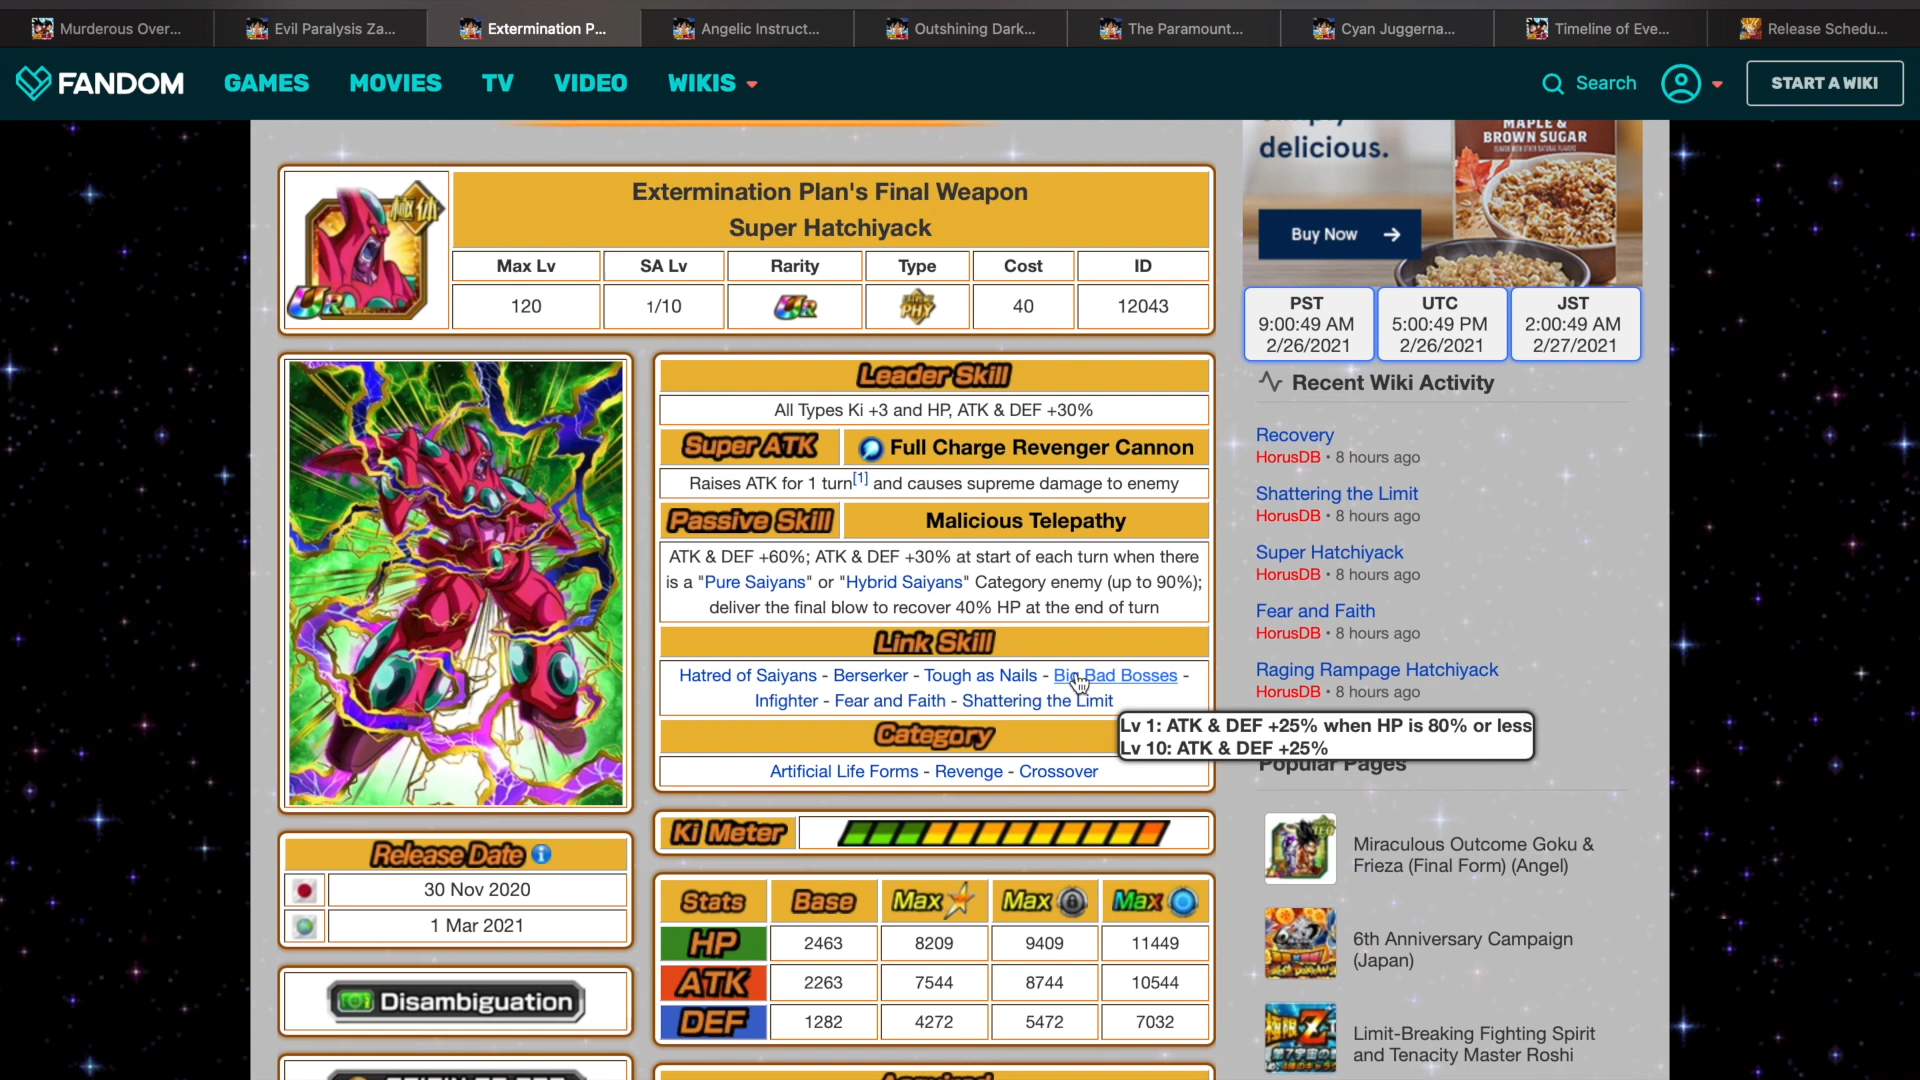 Murderous Over...
Evil Paralysis Za...
Extermination P...
Angelic Instruct...
Outshining Dark...
The Paramount...
Cyan Juggerna...
Timeline of Eve...
Release Schedu...
FANDOM
GAMES
MOVIES
TV
VIDEO
WIKIS
Search
START A WIKI
MAPLE &
BROWN SUGAR
delicious.
Buy Now
Extermination Plan's Final Weapon
Super Hatchiyack
Max Lv
SA Lv
Rarity
Type
Cost
ID
120
1/10
UR
PHY
40
12043
UR
PST
9:00:49 AM
2/26/2021
UTC
5:00:49 PM
2/26/2021
JST
2:00:49 AM
2/27/2021
Leader Skill
All Types Ki +3 and HP, ATK & DEF +30%
Super ATK
Full Charge Revenger Cannon
Raises ATK for 1 turn[1] and causes supreme damage to enemy
Passive Skill
Malicious Telepathy
ATK & DEF +60%; ATK & DEF +30% at start of each turn when there
is a "Pure Saiyans" or "Hybrid Saiyans" Category enemy (up to 90%);
deliver the final blow to recover 40% HP at the end of turn
Link Skill
Hatred of Saiyans - Berserker - Tough as Nails - Big Bad Bosses -
Infighter - Fear and Faith - Shattering the Limit
Lv 1: ATK & DEF +25% when HP is 80% or less
Lv 10: ATK & DEF +25%
Category
Artificial Life Forms - Revenge - Crossover
Ki Meter
Release Date
30 Nov 2020
1 Mar 2021
Disambiguation
Stats
Base
Max
Max
Max
HP
2463
8209
9409
11449
ATK
2263
7544
8744
10544
DEF
1282
4272
5472
7032
Recent Wiki Activity
Recovery
HorusDB • 8 hours ago
Shattering the Limit
HorusDB • 8 hours ago
Super Hatchiyack
HorusDB • 8 hours ago
Fear and Faith
HorusDB • 8 hours ago
Raging Rampage Hatchiyack
HorusDB • 8 hours ago
Popular Pages
Miraculous Outcome Goku &
Frieza (Final Form) (Angel)
6th Anniversary Campaign
(Japan)
Limit-Breaking Fighting Spirit
and Tenacity Master Roshi